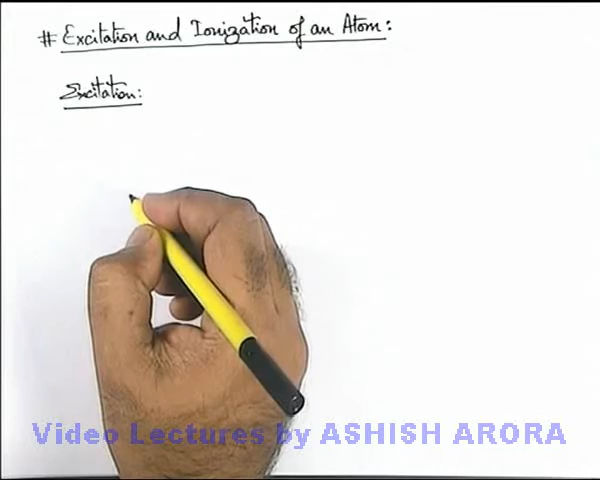 # Excitation and Ionization of an Atom:
Excitation:
Video Lectures by ASHISH ARORA